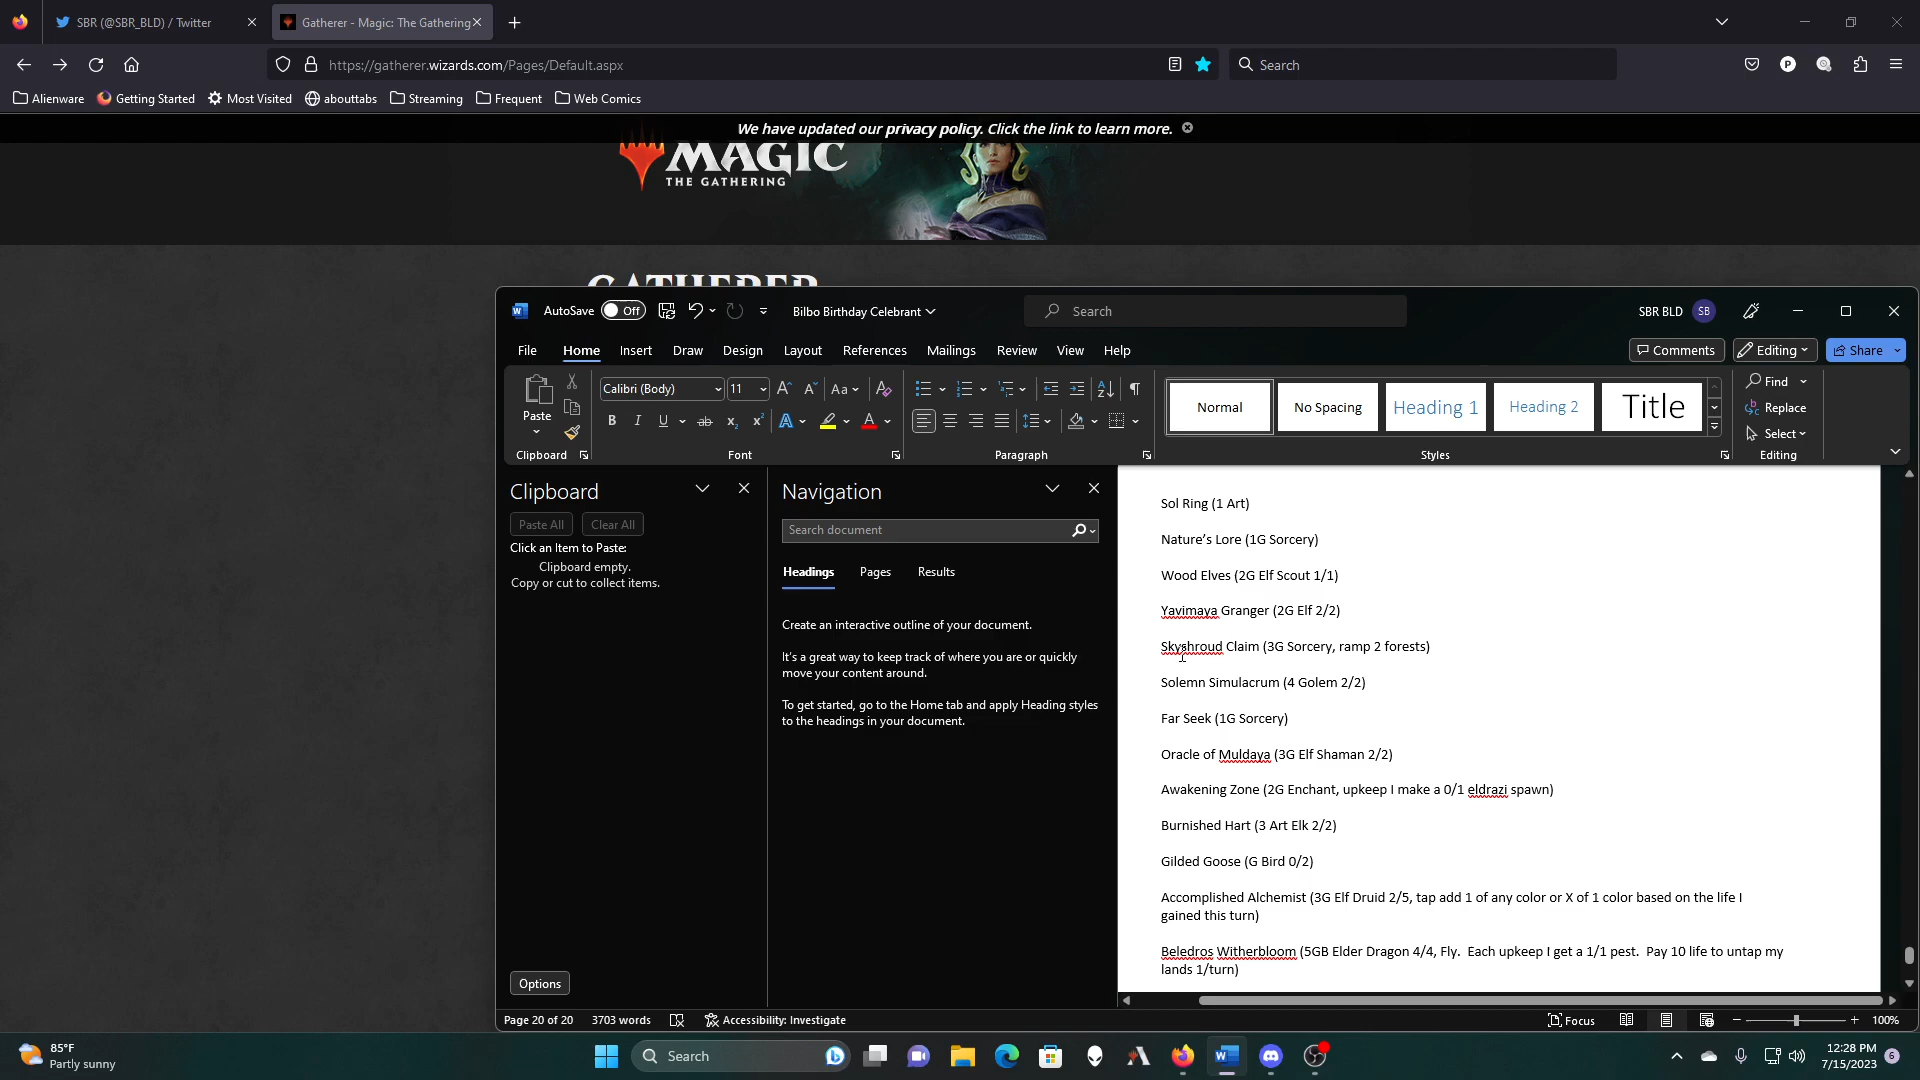 SBR (@SBR_BLD) / Twitter
Gatherer - Magic: The Gathering
https://gatherer.wizards.com/Pages/Default.aspx
Search
Alienware
Getting Started
Most Visited
abouttabs
Streaming
Frequent
Web Comics
We have updated our privacy policy. Click the link to learn more.
MAGIC
THE GATHERING
GATHERER
AutoSave
Off
Bilbo Birthday Celebrant
Search
SBR BLD
SB
File
Home
Insert
Draw
Design
Layout
References
Mailings
Review
View
Help
Comments
Editing
Share
Paste
Calibri (Body)
11
Normal
No Spacing
Heading 1
Heading 2
Title
Find
Replace
Select
Clipboard
Font
Paragraph
Styles
Editing
Clipboard
Paste All
Clear All
Click an Item to Paste:
Clipboard empty.
Copy or cut to collect items.
Options
Navigation
Search document
Headings
Pages
Results
Create an interactive outline of your document.
It's a great way to keep track of where you are or quickly
move your content around.
To get started, go to the Home tab and apply Heading styles
to the headings in your document.
Sol Ring (1 Art)
Nature's Lore (1G Sorcery)
Wood Elves (2G Elf Scout 1/1)
Yavimaya Granger (2G Elf 2/2)
Skyshroud Claim (3G Sorcery, ramp 2 forests)
Solemn Simulacrum (4 Golem 2/2)
Far Seek (1G Sorcery)
Oracle of Muldaya (3G Elf Shaman 2/2)
Awakening Zone (2G Enchant, upkeep I make a 0/1 eldrazi spawn)
Burnished Hart (3 Art Elk 2/2)
Gilded Goose (G Bird 0/2)
Accomplished Alchemist (3G Elf Druid 2/5, tap add 1 of any color or X of 1 color based on the life I
gained this turn)
Beledros Witherbloom (5GB Elder Dragon 4/4, Fly.  Each upkeep I get a 1/1 pest.  Pay 10 life to untap my
lands 1/turn)
Page 20 of 20
3703 words
Accessibility: Investigate
Focus
100%
85°F
Partly sunny
Search
12:28 PM
7/15/2023
6